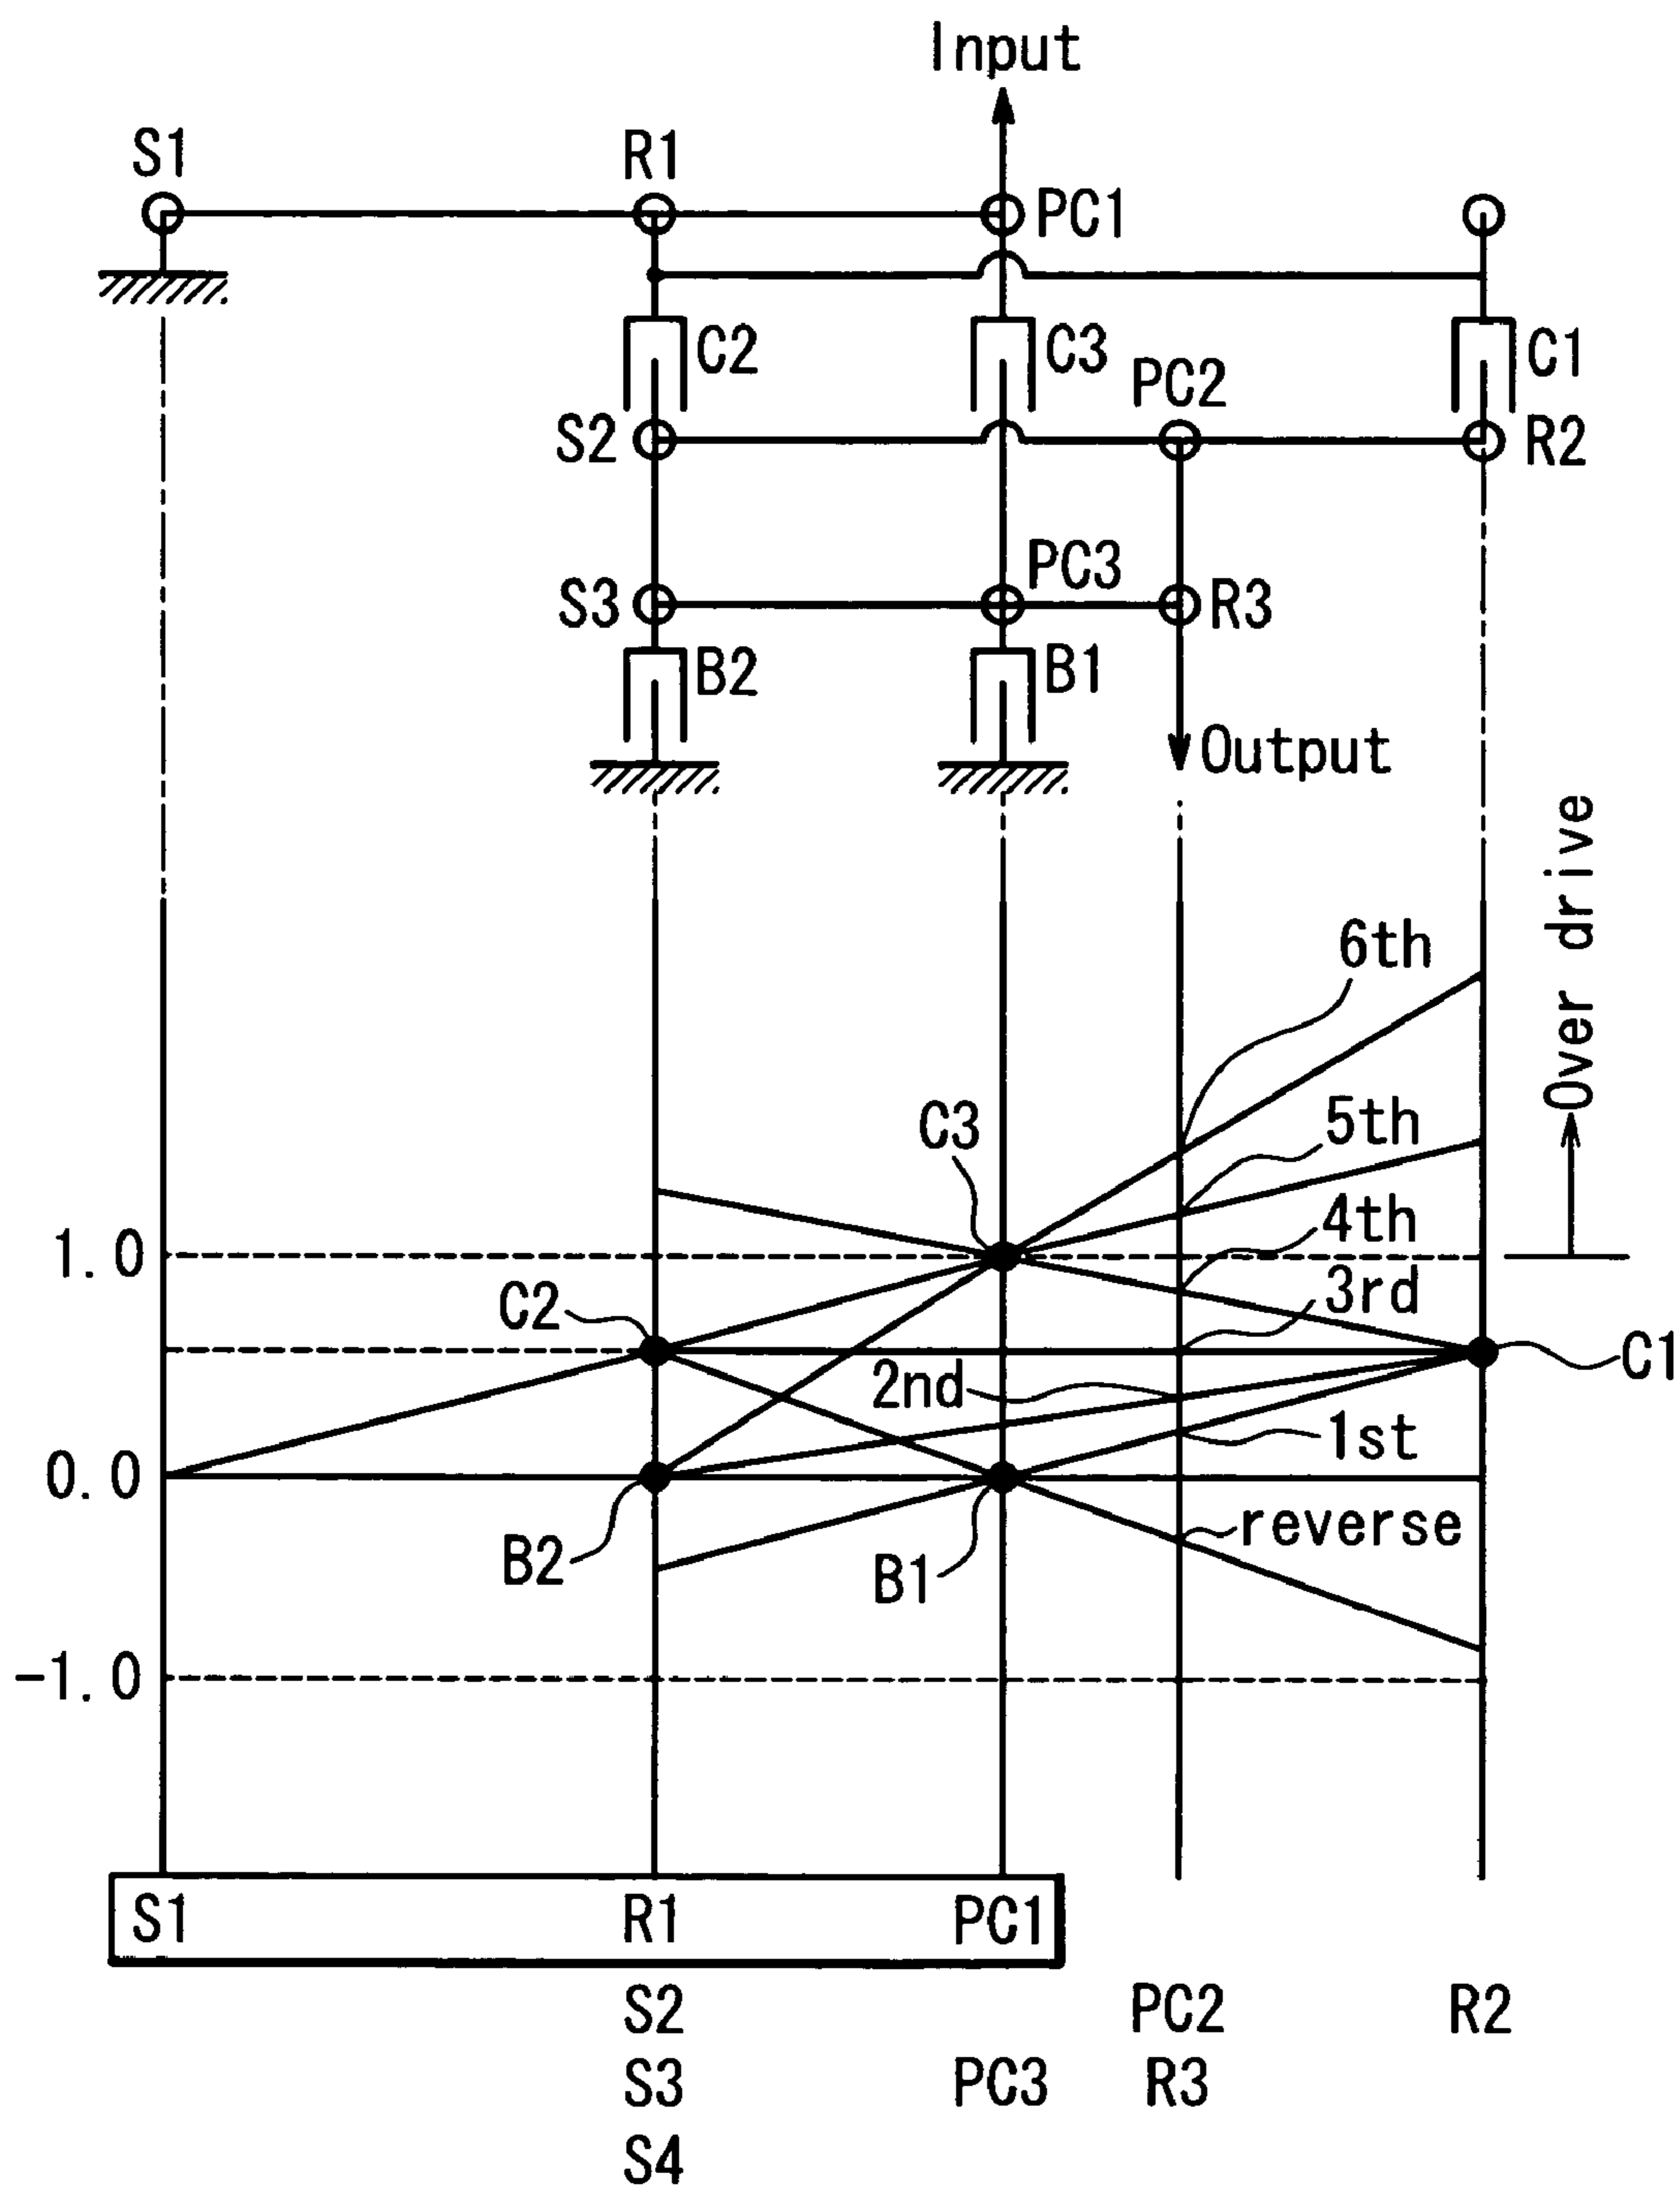 Input
S1
R1
PC1
C2
C3
C1
PC2
S2
R2
PC3
S3
R3
B2
B1
Output
Over drive
6th
5th
C3
4th
1.0
C2
3rd
C1
2nd
1st
0.0
reverse
B2
B1
-1.0
S1 R1 PC1
S2 PC2 R2
S3 PC3 R3
S4